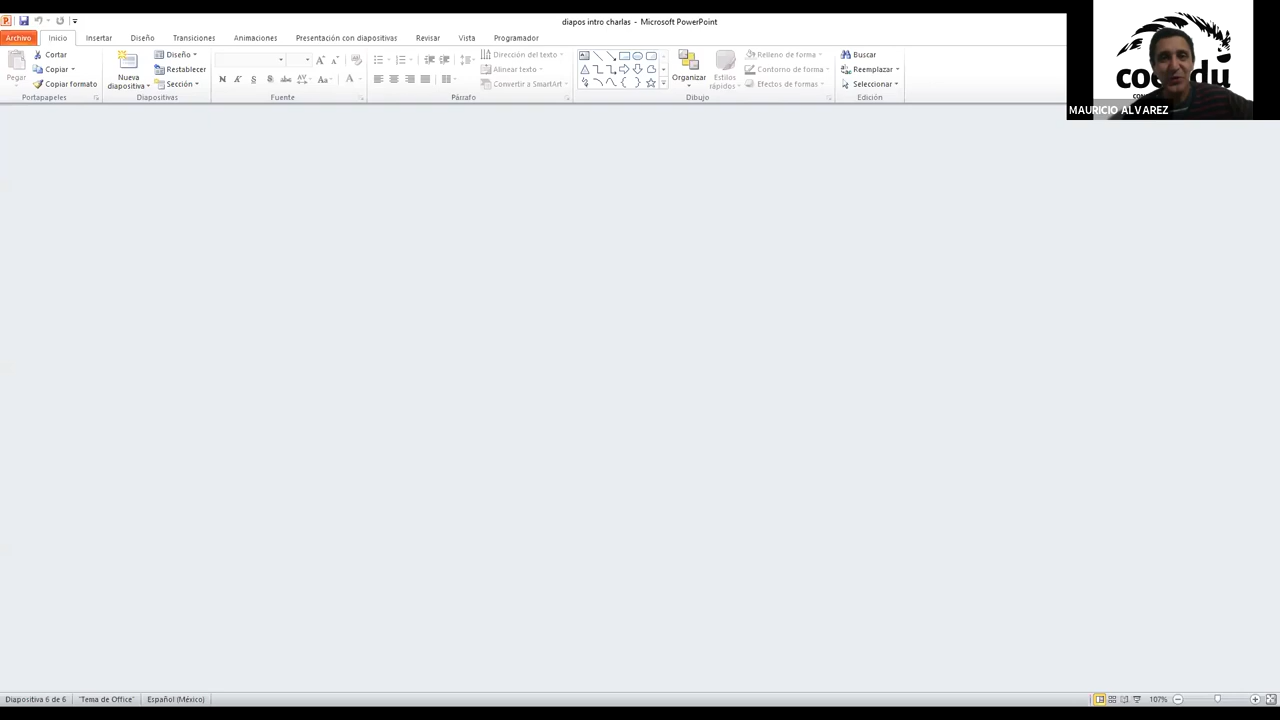 diapos intro charlas - Microsoft PowerPoint
Archivo Inicio Insertar Diseño Transiciones Animaciones Presentación con diapositivas Revisar Vista Programador
Pegar
Cortar
Copiar
Copiar formato
Portapapeles
Nueva
diapositiva
Diseño
Restablecer
Sección
Diapositivas
N K S abc AV Aa A
Fuente
Dirección del texto
Alinear texto
Convertir a SmartArt
Párrafo
Organizar
Estilos
rápidos
Relleno de forma
Contorno de forma
Efectos de formas
Dibujo
Buscar
Reemplazar
Seleccionar
Edición
MAURICIO ALVAREZ
Diapositiva 6 de 6 "Tema de Office" Español (México) 107%